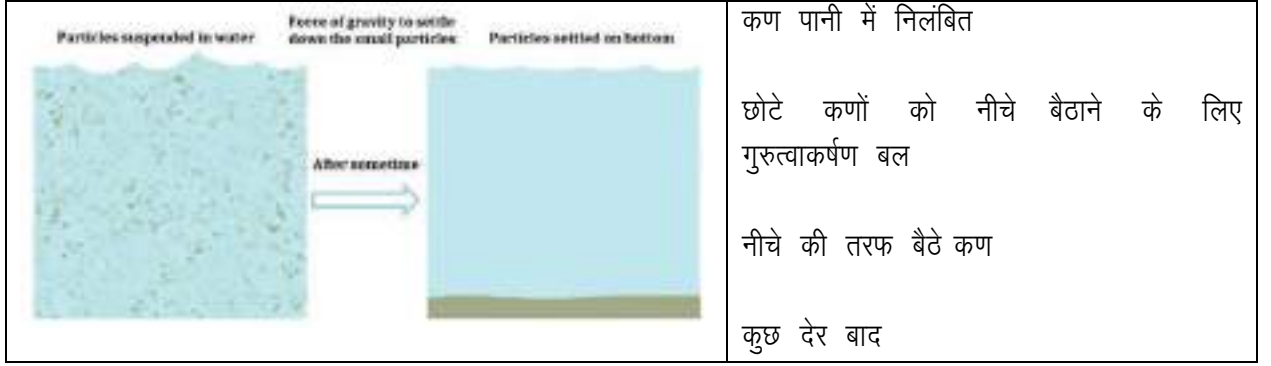 Particles suspended in water
Force of gravity to settle
down the small particles
Particles settled on bottom
After sometime
कण पानी में निलंबित
छोटे कणों को नीचे बैठाने के लिए
गुरुत्वाकर्षण बल
नीचे की तरफ बैठे कण
कुछ देर बाद